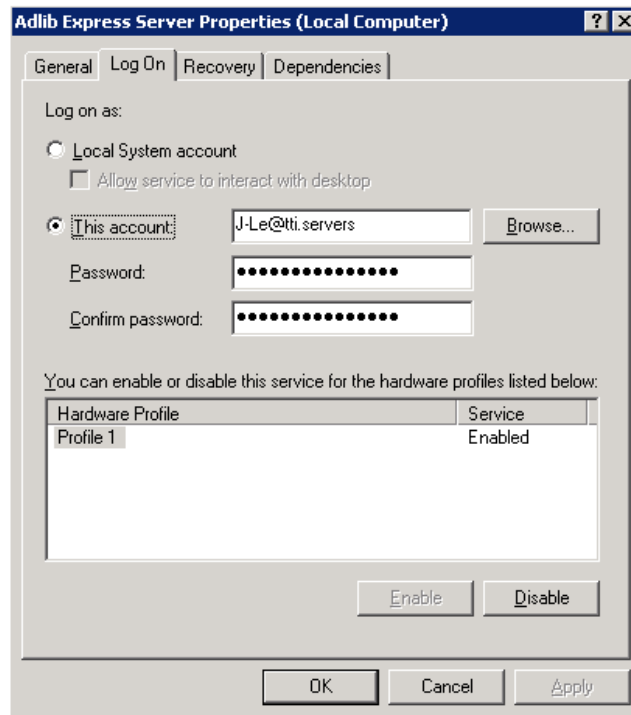 Adlib Express Server Properties (Local Computer)
General Log On Recovery Dependencies
Log on as:
Local System account
Allow service to interact with desktop
This account: J-Le@tti.servers Browse...
Password: ●●●●●●●●●●●●●●●
Confirm password: ●●●●●●●●●●●●●●●
You can enable or disable this service for the hardware profiles listed below:
Hardware Profile Service
Profile 1 Enabled
Enable Disable
OK Cancel Apply